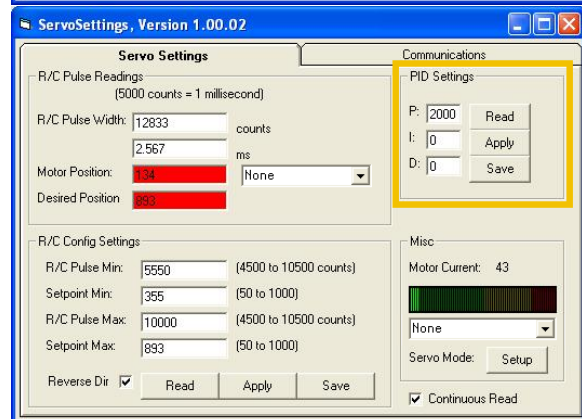 ServoSettings, Version 1.00.02
Servo Settings
Communications
R/C Pulse Readings
(5000 counts = 1 millisecond)
R/C Pulse Width: 12833 counts
2.567 ms
Motor Position: 134 None
Desired Position 893
PID Settings
P: 2000 Read
I: 0 Apply
D: 0 Save
R/C Config Settings
R/C Pulse Min: 5550 (4500 to 10500 counts)
Setpoint Min: 355 (50 to 1000)
R/C Pulse Max: 10000 (4500 to 10500 counts)
Setpoint Max: 893 (50 to 1000)
Reverse Dir Read Apply Save
Misc
Motor Current: 43
None
Servo Mode: Setup
Continuous Read